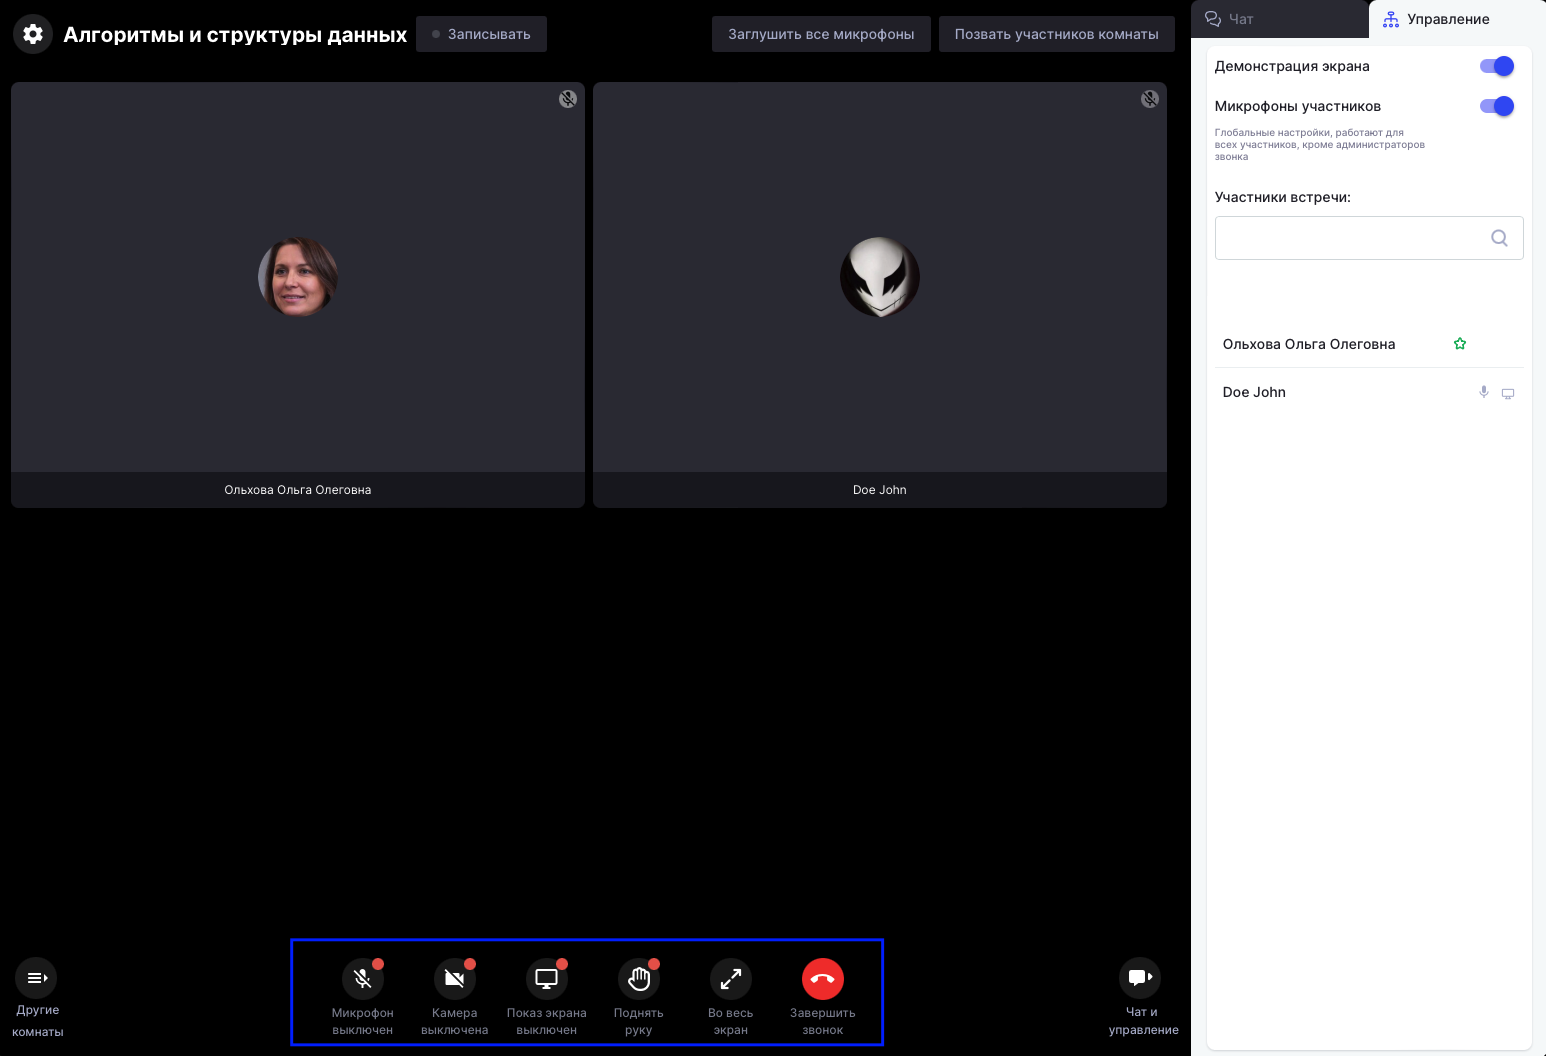 Алгоритмы и структуры данных
Записывать
Заглушить все микрофоны
Позвать участников комнаты
Чат
Управление
Демонстрация экрана
Микрофоны участников
Глобальные настройки, работают для
всех участников, кроме администраторов
звонка
Участники встречи:
Ольхова Ольга Олеговна
Doe John
Ольхова Ольга Олеговна
Doe John
Другие
комнаты
Микрофон
выключен
Камера
выключена
Показ экрана
выключен
Поднять
руку
Во весь
экран
Завершить
звонок
Чат и
управление